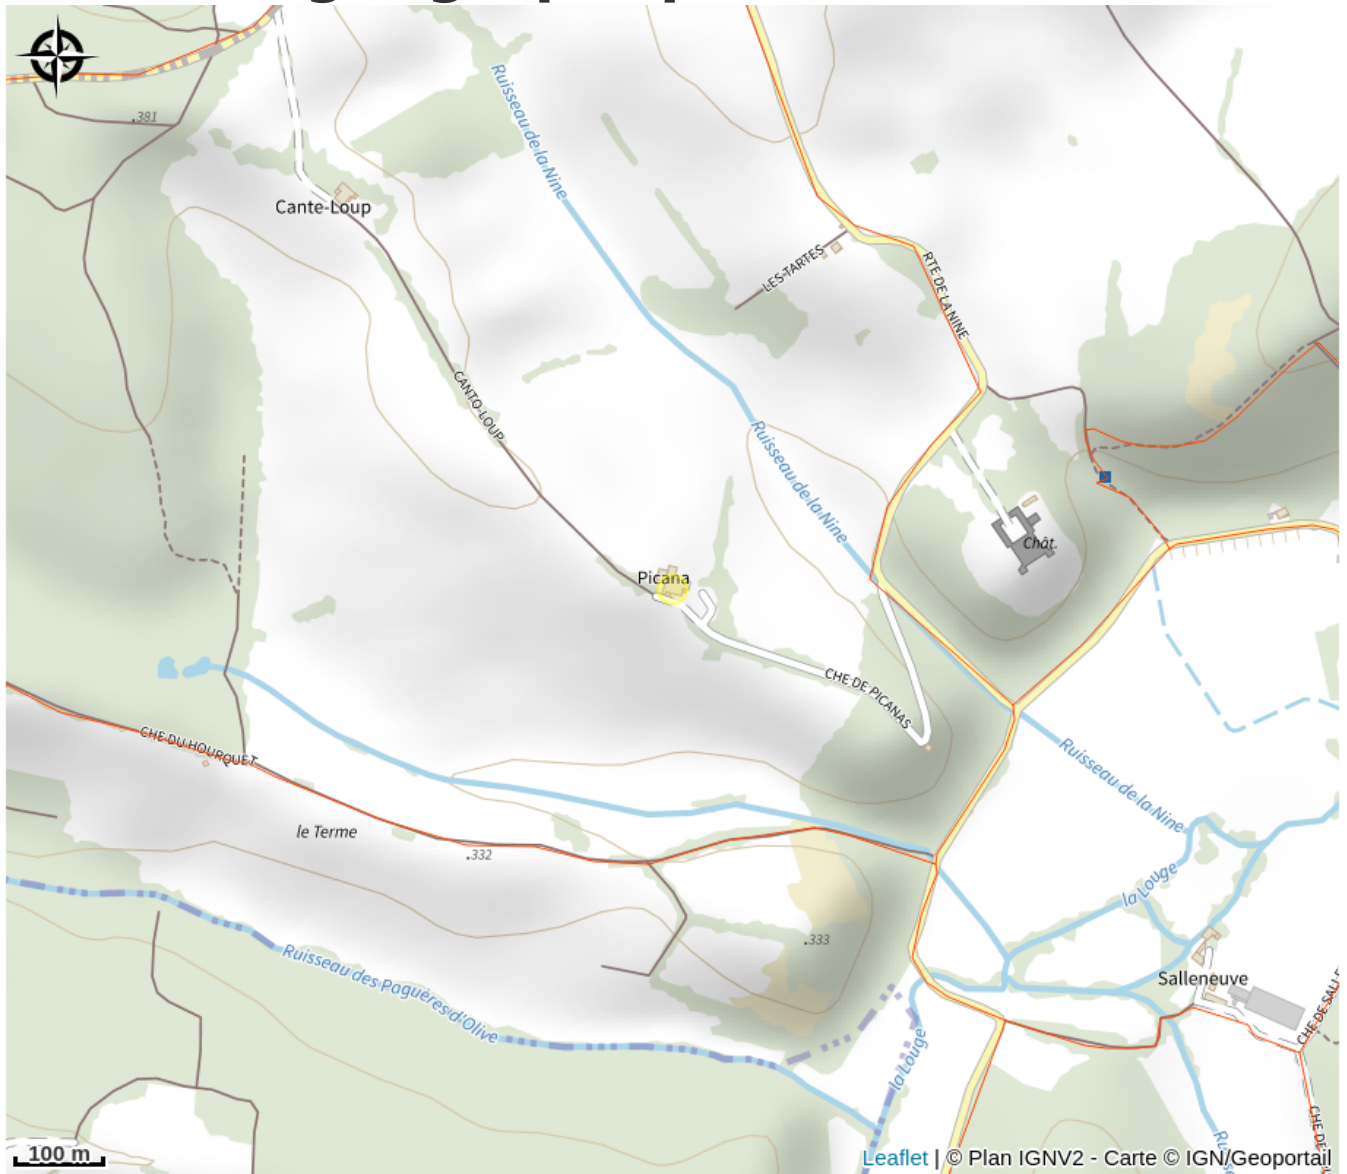 .381
Ruisseau de la Nine
Cante-Loup
LES-TARTES
RTE DE LA NINE
CANTO-LOUP
Ruisseau de la Nine
Chât.
Picana
CHE DE PICANAS
CHE DU HOURQUET
Ruisseau de la Nine
le Terme
.332
la Louge
.333
Ruisseau des Paguères d'Olive
Salleneuve
la Louge
100 m
Leaflet | © Plan IGNV2 - Carte © IGN/Geoportail